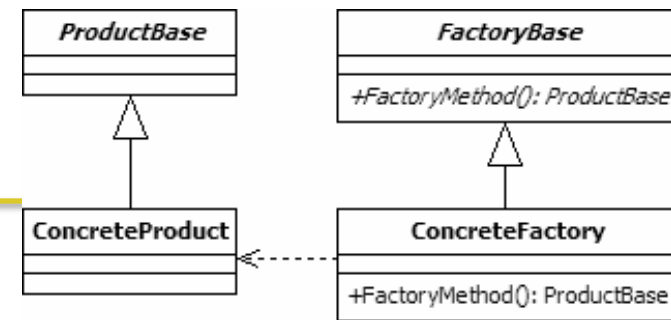 ProductBase
FactoryBase
+FactoryMethod(): ProductBase
ConcreteProduct
ConcreteFactory
+FactoryMethod(): ProductBase